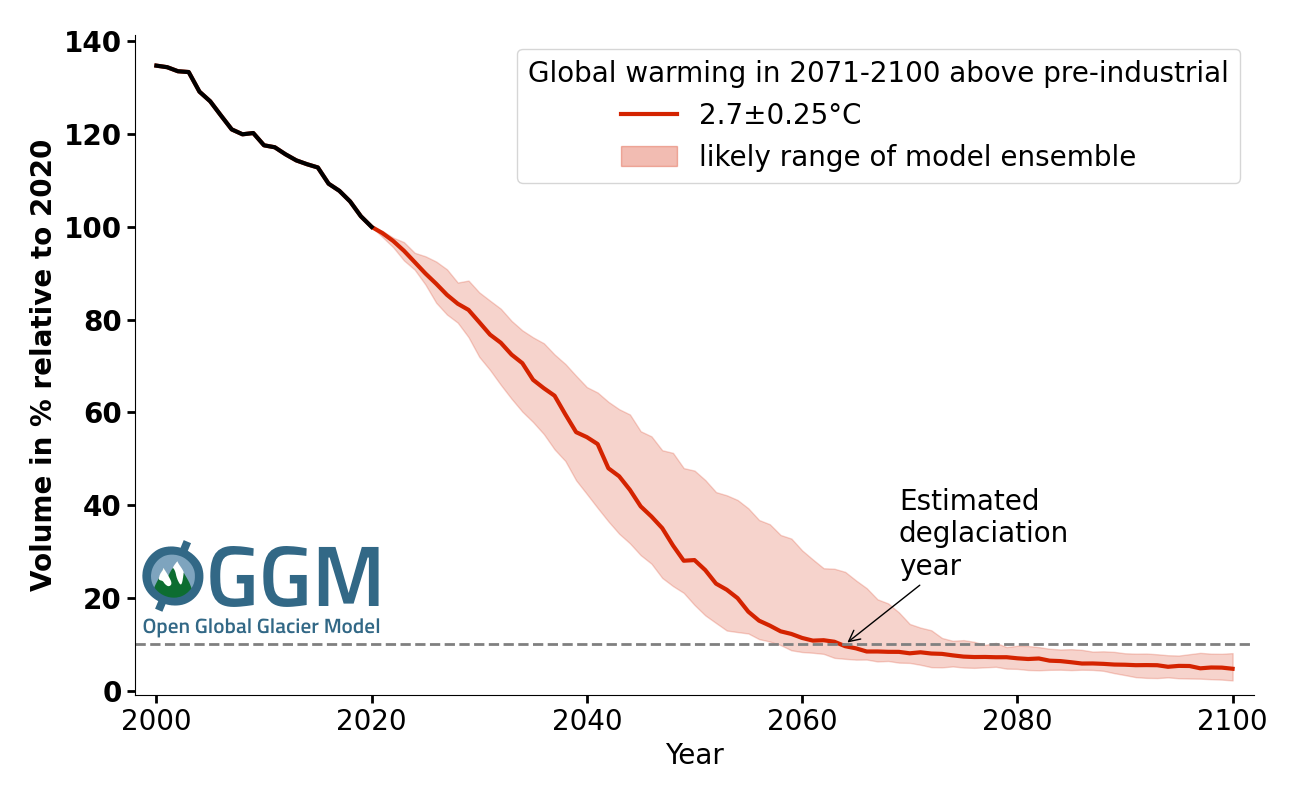 Global warming in 2071-2100 above pre-industrial
2.7±0.25°C
likely range of model ensemble
Volume in % relative to 2020
140
120
100
80
60
40
20
0
Estimated
deglaciation
year
OGGM
Open Global Glacier Model
2000
2020
2040
2060
2080
2100
Year